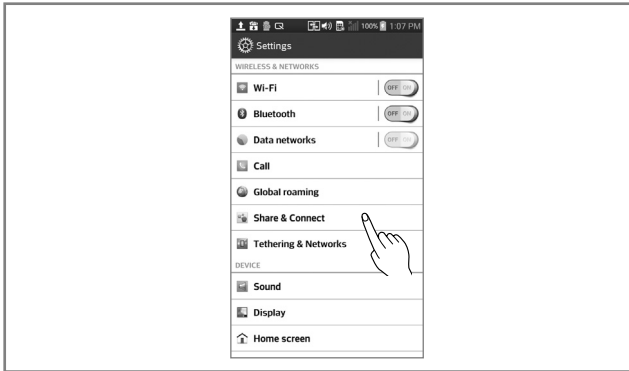 100% 1:07 PM
Settings
WIRELESS & NETWORKS
Wi-Fi OFF ON
Bluetooth OFF ON
Data networks OFF ON
Call
Global roaming
Share & Connect
Tethering & Networks
DEVICE
Sound
Display
Home screen